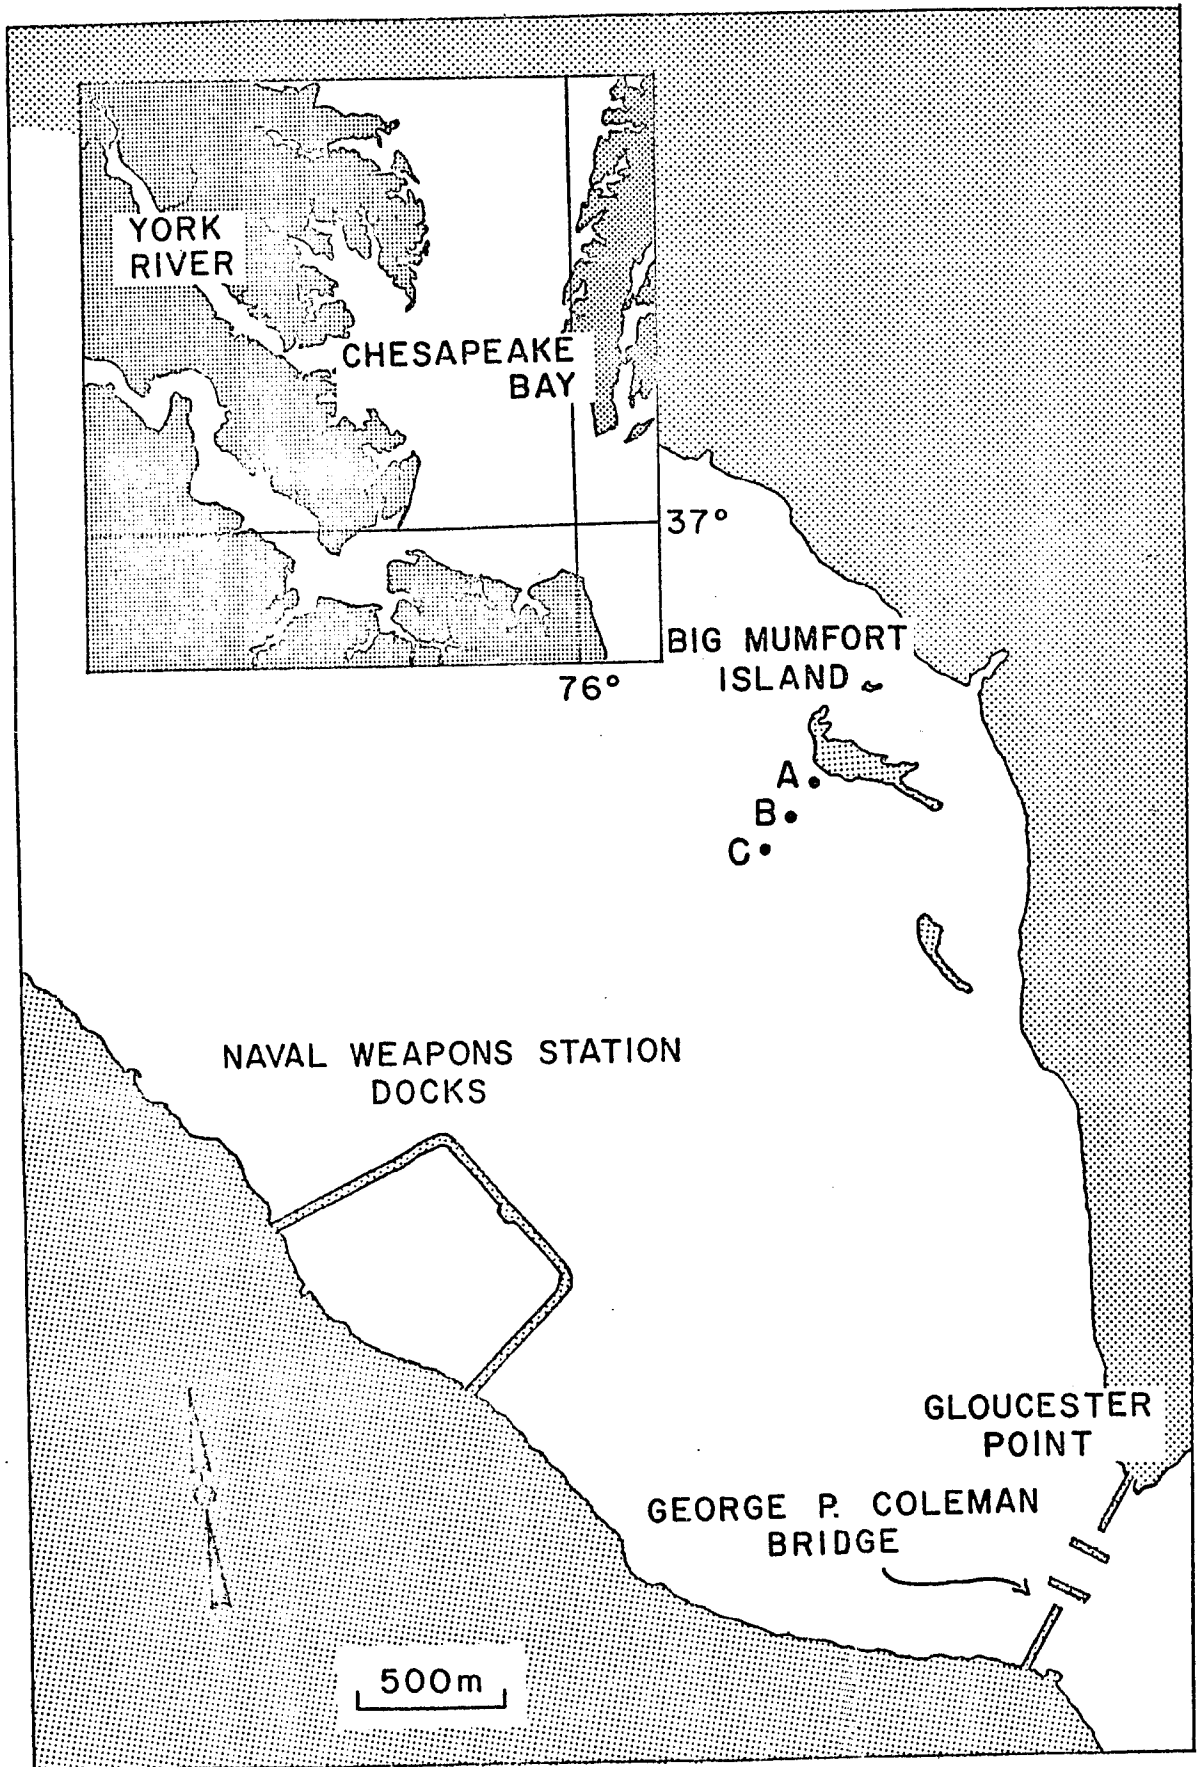 YORK
RIVER
CHESAPEAKE
BAY
37°
76°
BIG MUMFORT
ISLAND
A
B
C
NAVAL WEAPONS STATION
DOCKS
GLOUCESTER
POINT
GEORGE P. COLEMAN
BRIDGE
500m